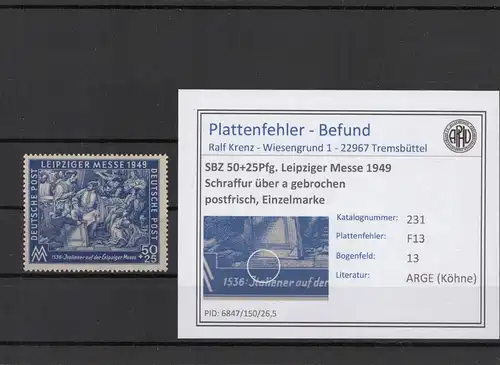 LEIPZIGER MESSE 1949
DEUTSCHE POST
DEUTSCHE POST
50
+25
1536: Italiener auf der Leipziger Messe
Plattenfehler - Befund
Ralf Krenz - Wiesengrund 1 - 22967 Tremsbüttel
SBZ 50+25Pfg. Leipziger Messe 1949
Schraffur über a gebrochen
postfrisch, Einzelmarke
Katalognummer: 231
Plattenfehler: F13
Bogenfeld: 13
Literatur: ARGE (Köhne)
1536: Italiener auf der
PID: 6847/150/26,5